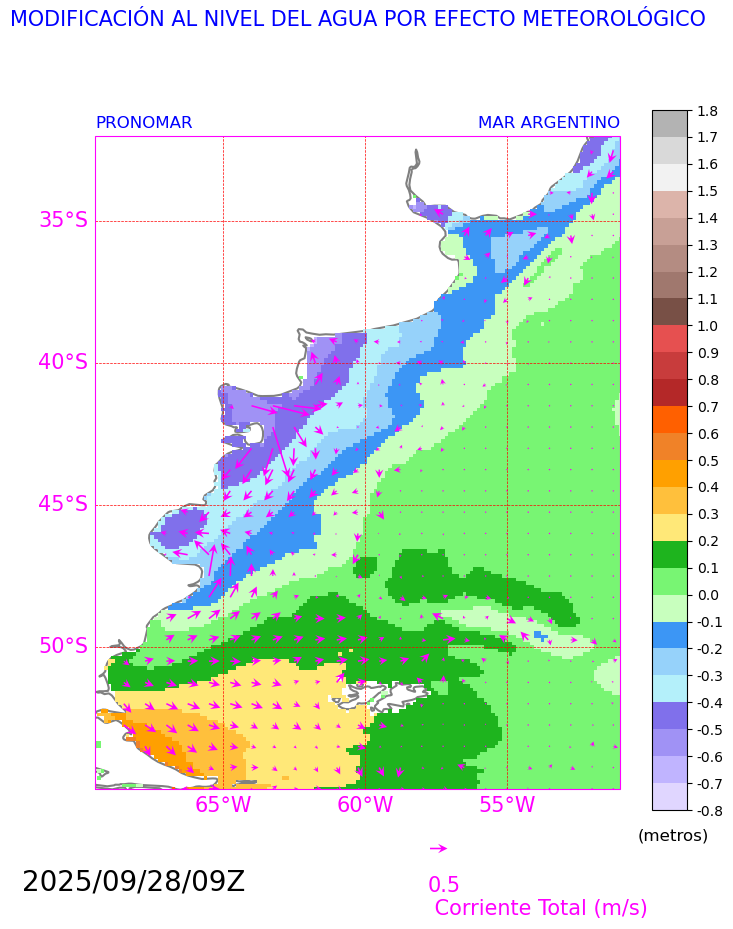 MODIFICACIÓN AL NIVEL DEL AGUA POR EFECTO METEOROLÓGICO
PRONOMAR MAR ARGENTINO
35°S
40°S
45°S
50°S
65°W 60°W 55°W
1.8
1.7
1.6
1.5
1.4
1.3
1.2
1.1
1.0
0.9
0.8
0.7
0.6
0.5
0.4
0.3
0.2
0.1
0.0
-0.1
-0.2
-0.3
-0.4
-0.5
-0.6
-0.7
-0.8
(metros)
2025/09/28/09Z
0.5
Corriente Total (m/s)